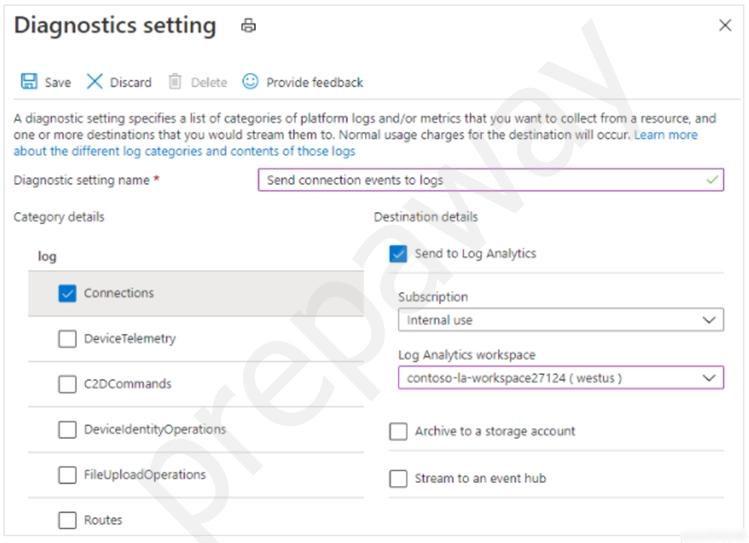 Diagnostics setting
Save Discard Delete Provide feedback
A diagnostic setting specifies a list of categories of platform logs and/or metrics that you want to collect from a resource, and
one or more destinations that you would stream them to. Normal usage charges for the destination will occur. Learn more
about the different log categories and contents of those logs
Diagnostic setting name *
Send connection events to logs
Category details
Destination details
log
Connections
DeviceTelemetry
C2DCommands
DeviceIdentityOperations
FileUploadOperations
Routes
Send to Log Analytics
Subscription
Internal use
Log Analytics workspace
contoso-la-workspace27124 ( westus )
Archive to a storage account
Stream to an event hub
prepaway